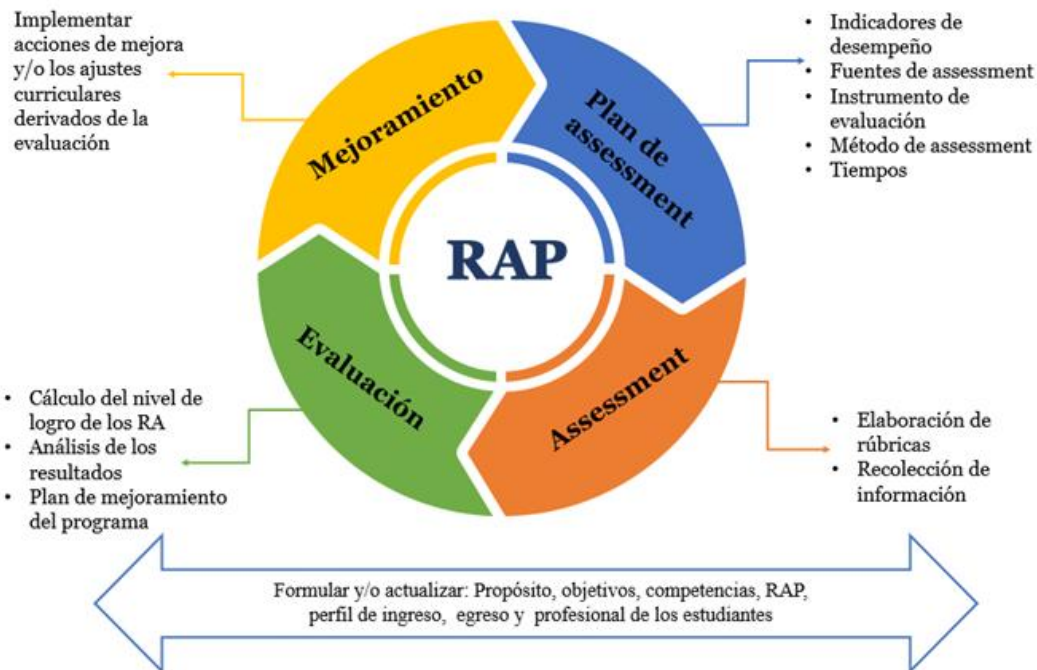 Implementar
acciones de mejora
y/o los ajustes
curriculares
derivados de la
evaluación
Mejoramiento
Plan de
assessment
• Indicadores de
desempeño
• Fuentes de assessment
• Instrumento de
evaluación
• Método de assessment
• Tiempos
RAP
Evaluación
Assessment
• Cálculo del nivel de
logro de los RA
• Análisis de los
resultados
• Plan de mejoramiento
del programa
• Elaboración de
rúbricas
• Recolección de
información
Formular y/o actualizar: Propósito, objetivos, competencias, RAP,
perfil de ingreso, egreso y profesional de los estudiantes